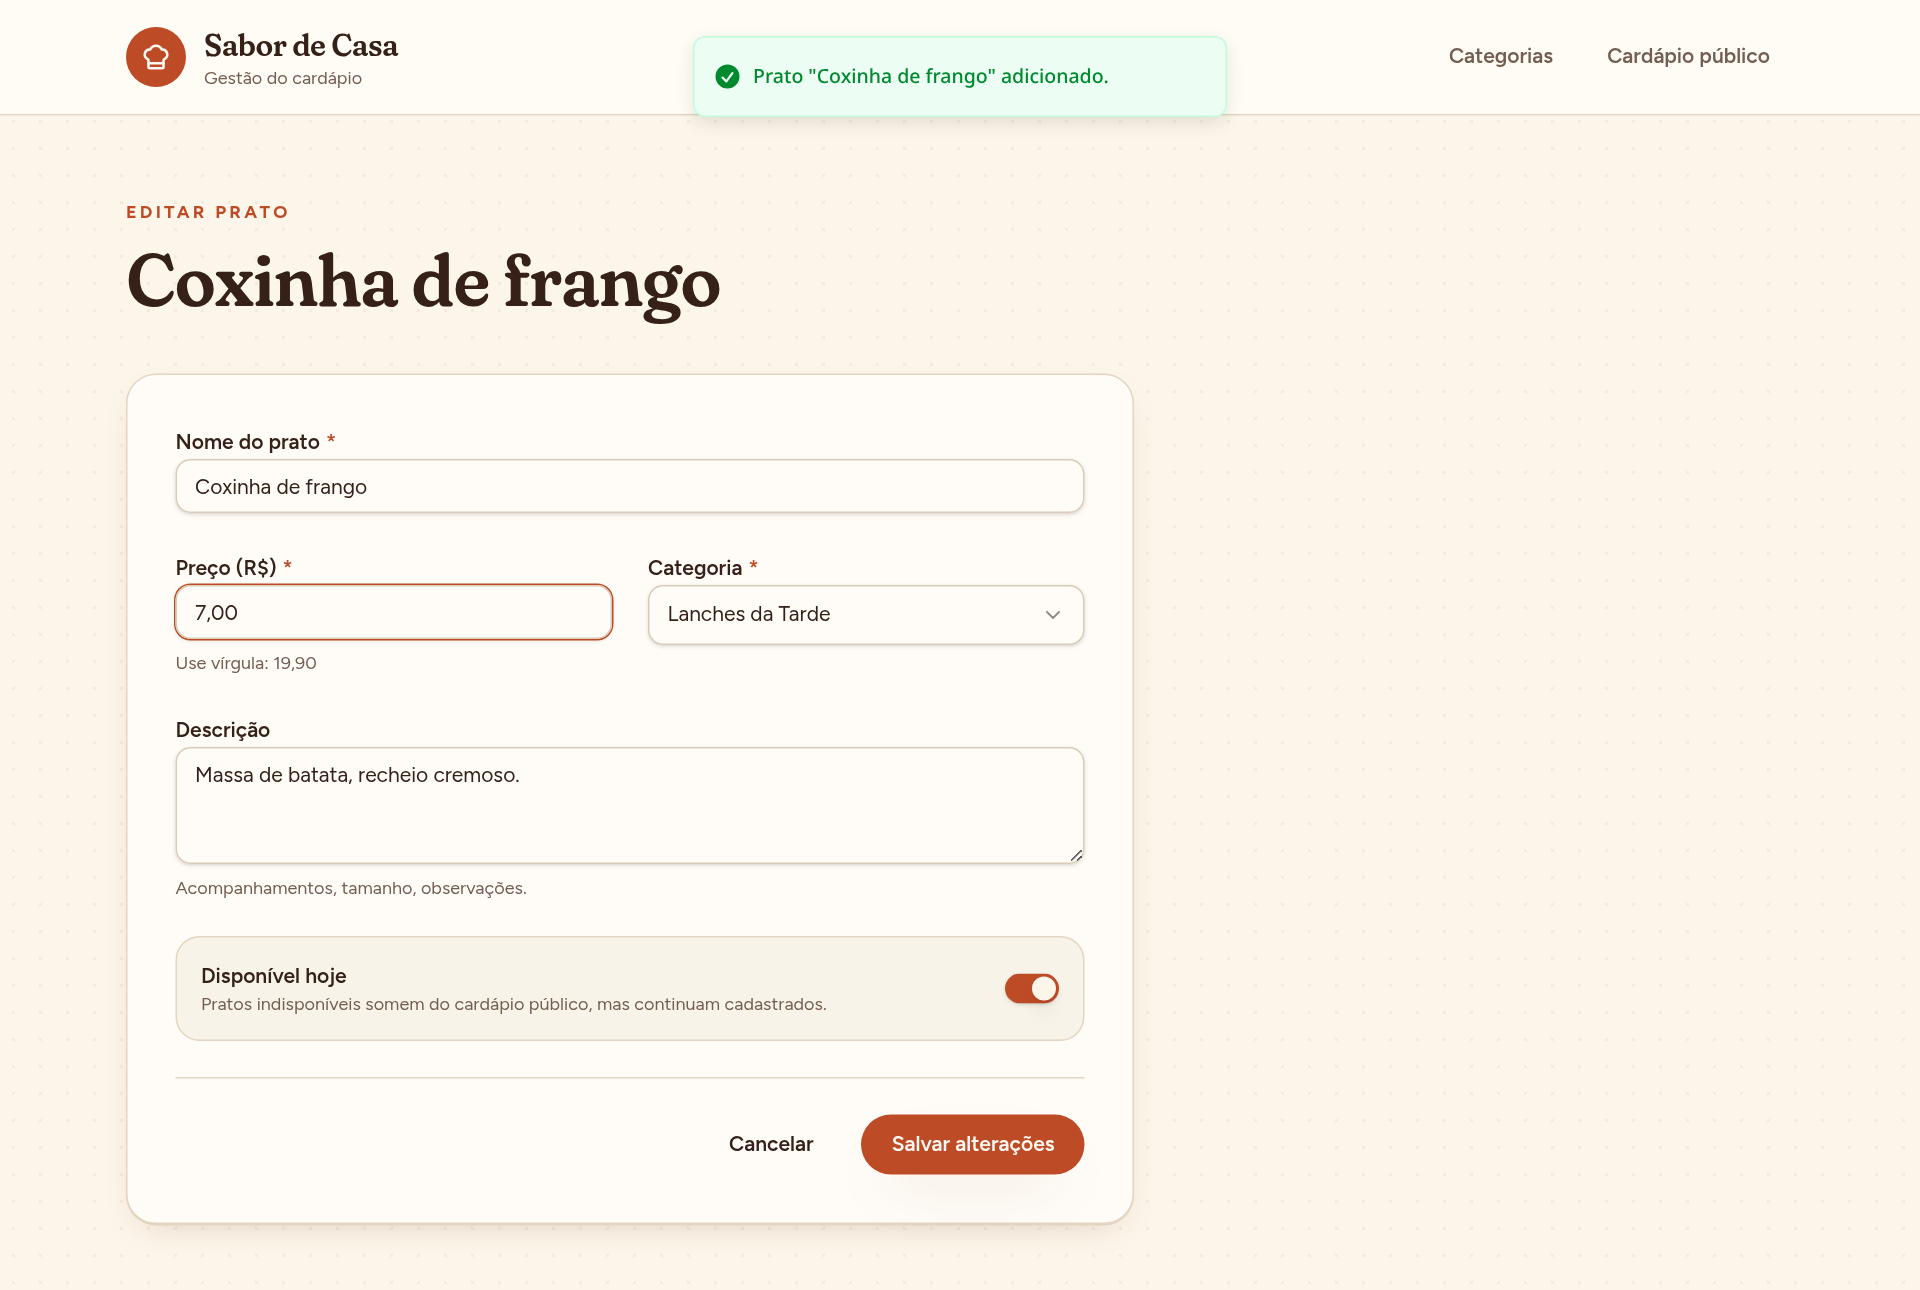 Sabor de Casa
Gestão do cardápio
Prato "Coxinha de frango" adicionado.
Categorias
Cardápio público
EDITAR PRATO
Coxinha de frango
Nome do prato *
Coxinha de frango
Preço (R$) *
Categoria *
7,00
Lanches da Tarde
Use vírgula: 19,90
Descrição
Massa de batata, recheio cremoso.
Acompanhamentos, tamanho, observações.
Disponível hoje
Pratos indisponíveis somem do cardápio público, mas continuam cadastrados.
Cancelar
Salvar alterações